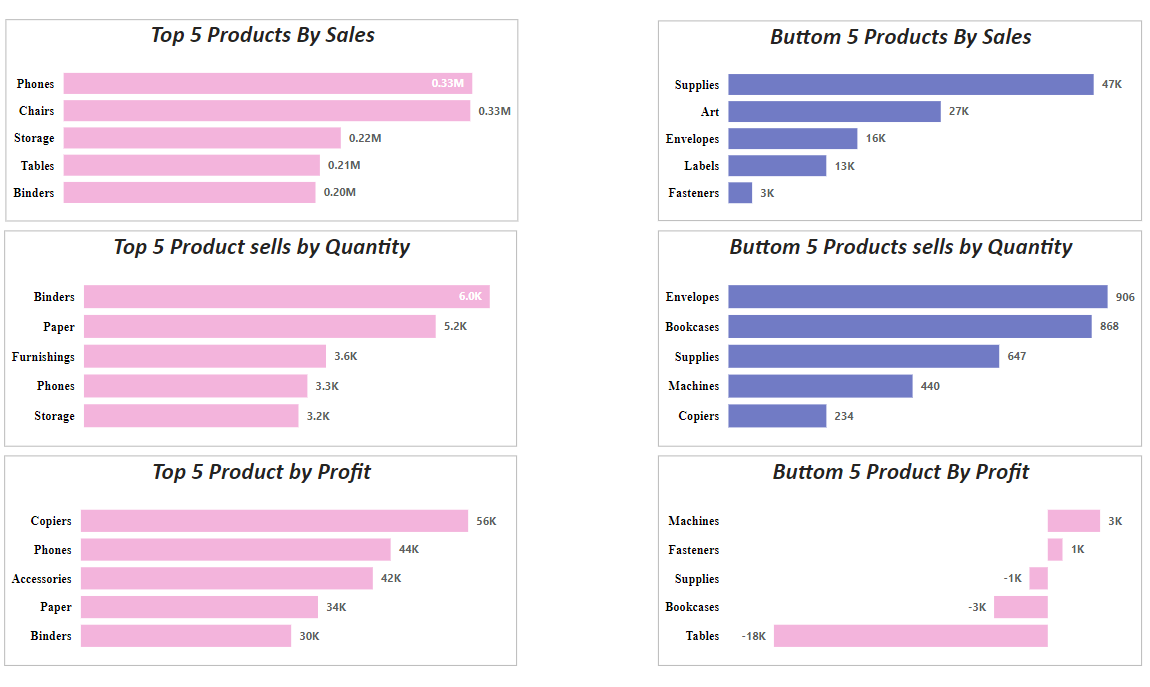 Top 5 Products By Sales
Phones 0.33M
Chairs 0.33M
Storage 0.22M
Tables 0.21M
Binders 0.20M
Buttom 5 Products By Sales
Supplies 47K
Art 27K
Envelopes 16K
Labels 13K
Fasteners 3K
Top 5 Product sells by Quantity
Binders 6.0K
Paper 5.2K
Furnishings 3.6K
Phones 3.3K
Storage 3.2K
Buttom 5 Products sells by Quantity
Envelopes 906
Bookcases 868
Supplies 647
Machines 440
Copiers 234
Top 5 Product by Profit
Copiers 56K
Phones 44K
Accessories 42K
Paper 34K
Binders 30K
Buttom 5 Product By Profit
Machines 3K
Fasteners 1K
Supplies -1K
Bookcases -3K
Tables -18K